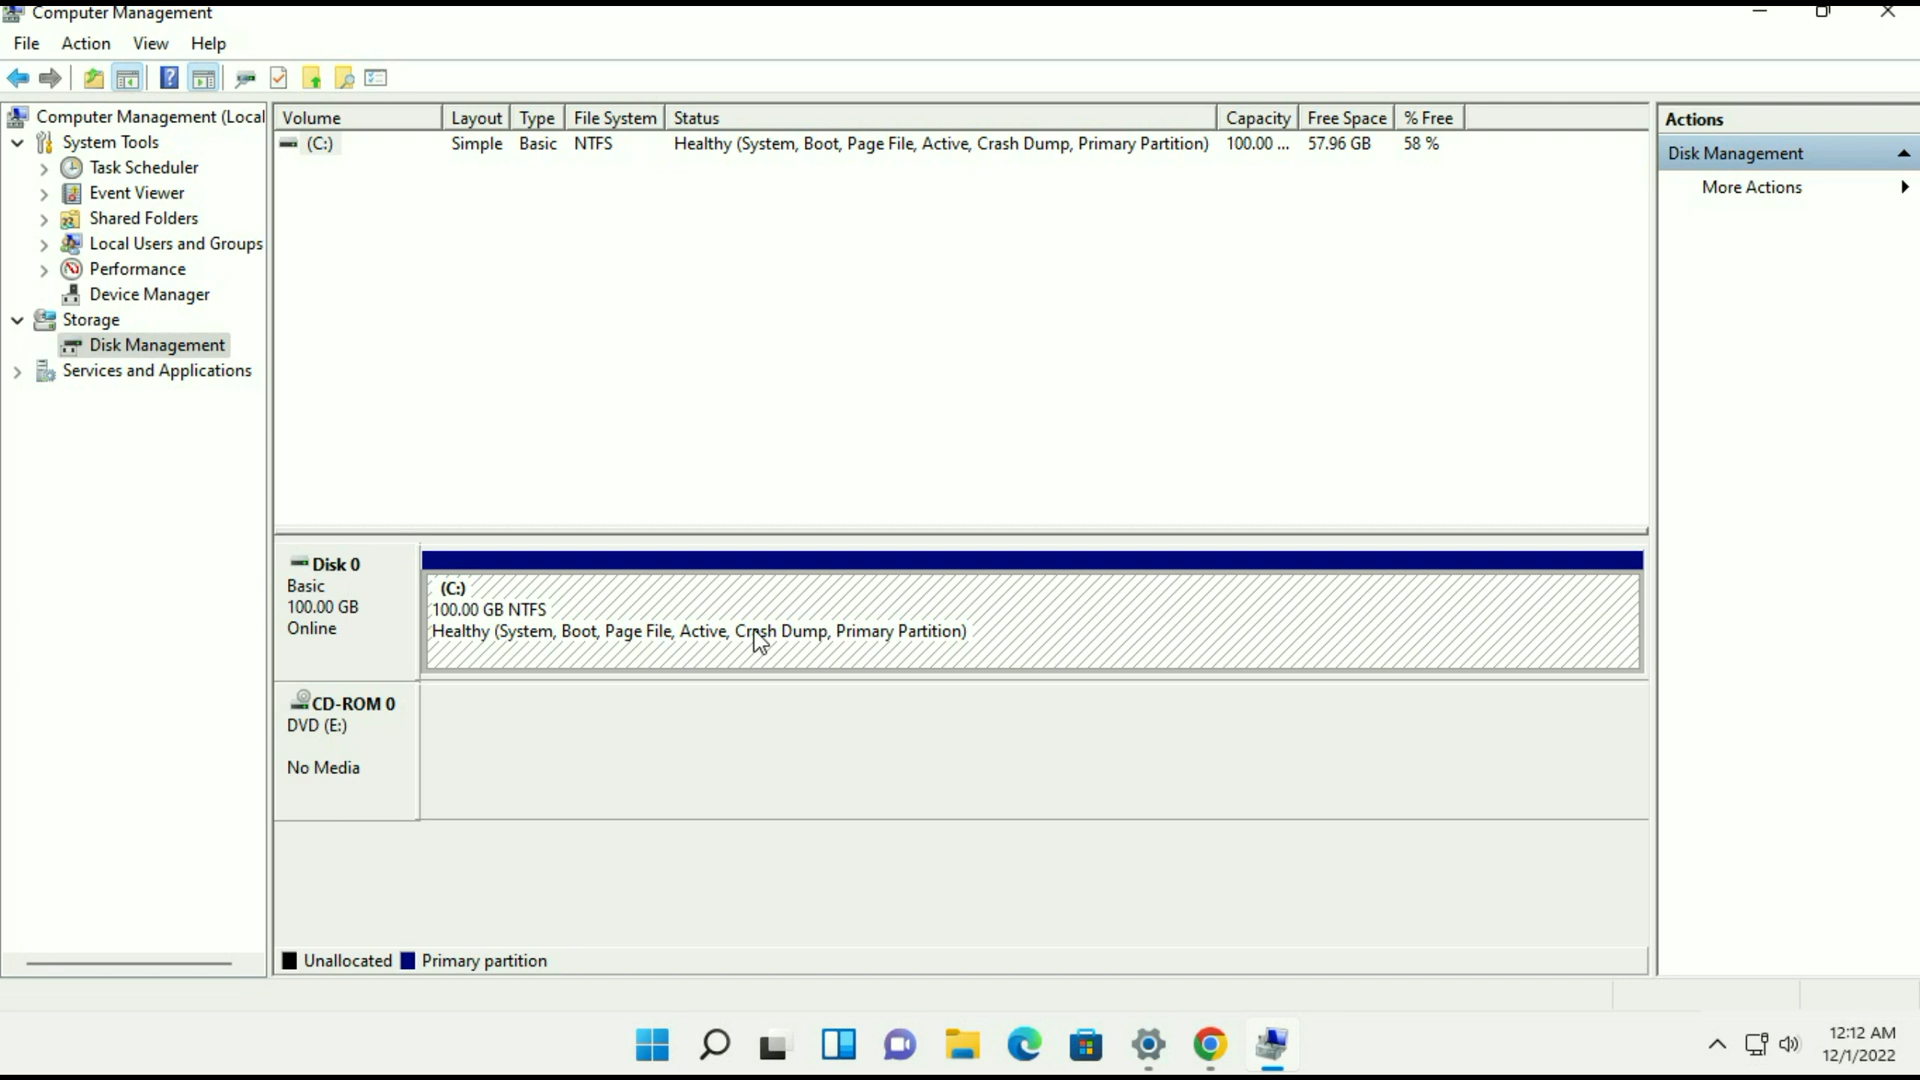 Computer Management
File Action View Help
Computer Management (Local
System Tools
Task Scheduler
Event Viewer
Shared Folders
Local Users and Groups
Performance
Device Manager
Storage
Disk Management
Services and Applications
Volume Layout Type File System Status Capacity Free Space % Free
(C:) Simple Basic NTFS Healthy (System, Boot, Page File, Active, Crash Dump, Primary Partition) 100.00 ... 57.96 GB 58 %
Disk 0
Basic
100.00 GB
Online
(C:)
100.00 GB NTFS
Healthy (System, Boot, Page File, Active, Crash Dump, Primary Partition)
CD-ROM 0
DVD (E:)
No Media
Unallocated Primary partition
Actions
Disk Management
More Actions
12:12 AM
12/1/2022